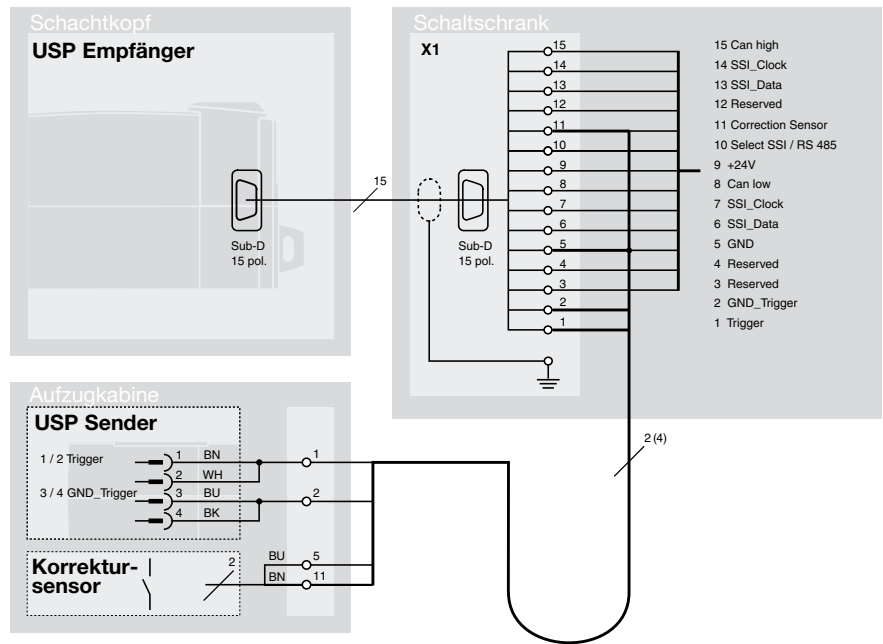 Schachtkopf
USP Empfänger
Sub-D
15 pol.
15
Schaltschrank
X1
Sub-D
15 pol.
15
14
13
12
11
10
9
8
7
6
5
4
3
2
1
15 Can high
14 SSI_Clock
13 SSI_Data
12 Reserved
11 Correction Sensor
10 Select SSI / RS 485
9 +24V
8 Can low
7 SSI_Clock
6 SSI_Data
5 GND
4 Reserved
3 Reserved
2 GND_Trigger
1 Trigger
2 (4)
Aufzugkabine
USP Sender
1 / 2 Trigger
3 / 4 GND_Trigger
1 BN
2 WH
3 BU
4 BK
1
2
Korrektur-
sensor
2
BU 5
BN 11